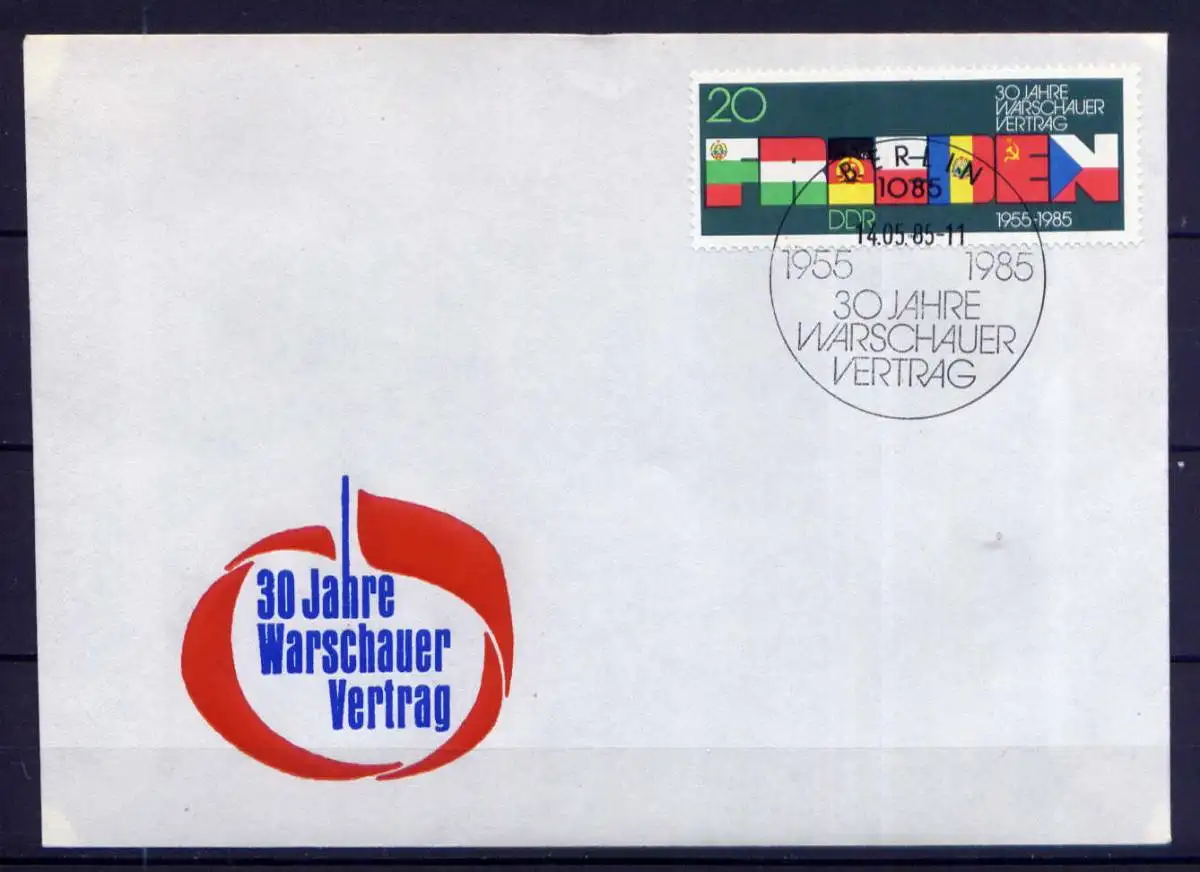 20
30 JAHRE
WARSCHAUER
VERTRAG
FRIEDEN
DDR
1955-1985
BERLIN
1085
14.05.85-11
1955 1985
30 JAHRE
WARSCHAUER
VERTRAG
30 Jahre
Warschauer
Vertrag